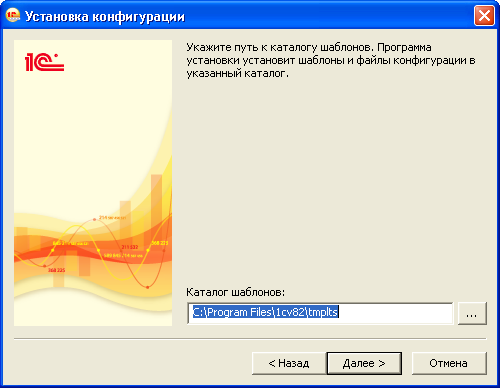 Установка конфигурации
1С
Укажите путь к каталогу шаблонов. Программа
установки установит шаблоны и файлы конфигурации в
указанный каталог.
Каталог шаблонов:
C:\Program Files\1cv82\tmplts
...
< Назад
Далее >
Отмена